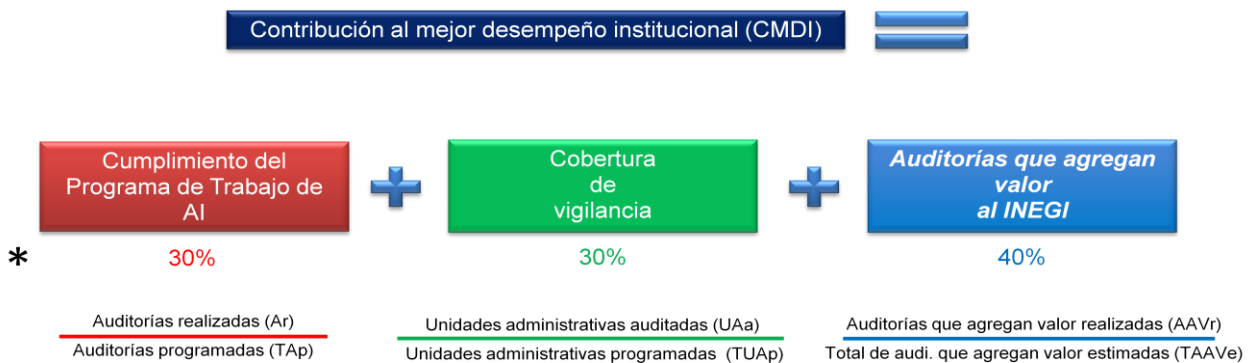 Contribución al mejor desempeño institucional (CMDI)
Cumplimiento del
Programa de Trabajo de
AI
Cobertura
de
vigilancia
Auditorías que agregan
valor
al INEGI
*
30%
30%
40%
Auditorías realizadas (Ar)
Auditorías programadas (TAp)
Unidades administrativas auditadas (UAa)
Unidades administrativas programadas (TUAp)
Auditorías que agregan valor realizadas (AAVr)
Total de audi. que agregan valor estimadas (TAAVe)